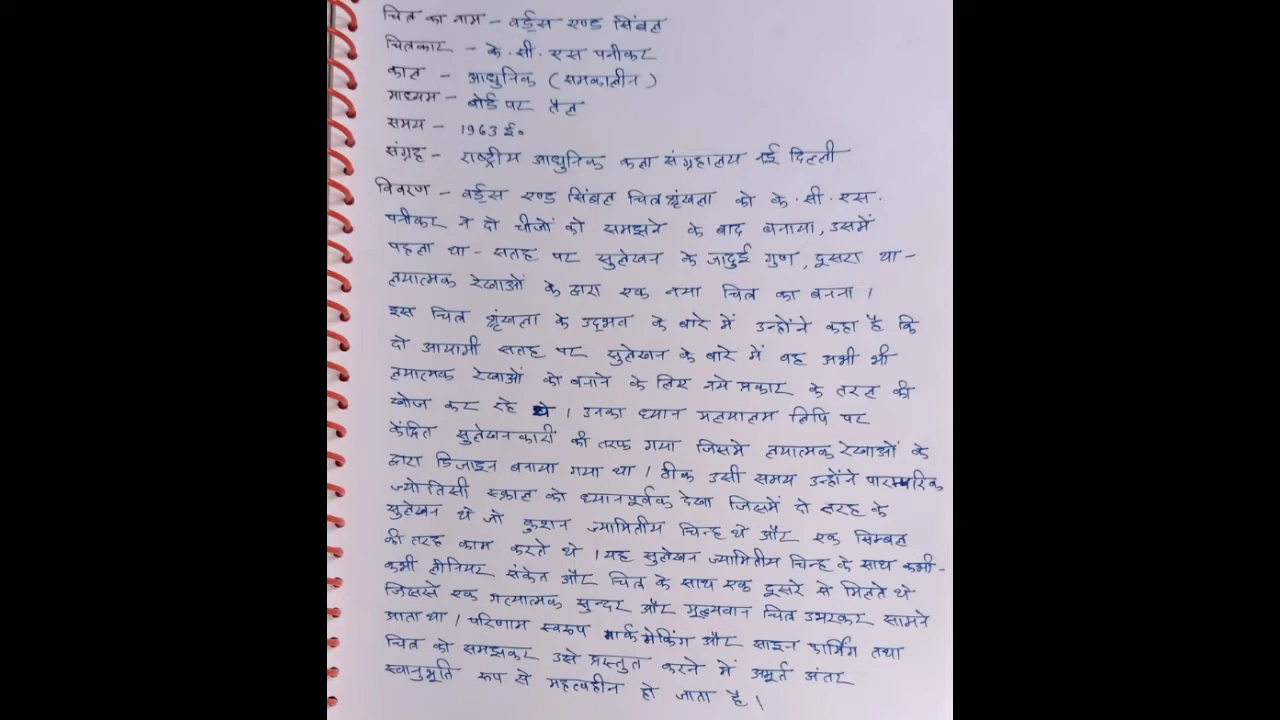 चित्र का नाम - वर्ड्स एण्ड सिंबल
चित्रकार - के. सी. एस पनीकर
काल - आधुनिक (समकालीन)
माध्यम - बोर्ड पर तैल
समय - 1963 ई०
संग्रह - राष्ट्रीय आधुनिक कला संग्रहालय नई दिल्ली
विवरण - वर्ड्स एण्ड सिंबल चित्र श्रृंखला को के. सी. एस.
पनीकर ने दो चीजों को समझने के बाद बनाया, उसमें
पहला था - सतह पर सुलेखन के जादुई गुण, दूसरा था -
लयात्मक रेखाओं के द्वारा एक नया चित्र का बनना।
इस चित्र श्रृंखला के उद्भव के बारे में उन्होंने कहा है कि
दो आयामी सतह पर सुलेखन के बारे में वह अभी भी
लयात्मक रेखाओं को बनाने के लिए नये प्रकार के तरल की
खोज कर रहे थे। उनका ध्यान मलयालम लिपि पर
केंद्रित सुलेखनकारी की तरफ गया जिसमे लयात्मक रेखाओं के
द्वारा डिजाइन बनाया गया था। ठीक उसी समय उन्होंने पारम्परिक
ज्योतिसी स्क्राल को ध्यानपूर्वक देखा जिसमें दो तरह के
सुलेखन थे जो कुशन ज्यामितीय चिन्ह थे और एक सिम्बल
की तरह काम करते थे। यह सुलेखन ज्यामितीय चिन्ह के साथ कभी-
कभी लीनियर संकेत और चित्र के साथ एक दूसरे से मिलते थे
जिससे एक गत्यात्मक सुन्दर और मूल्यवान चित्र उभरकर सामने
आता था। परिणाम स्वरूप मार्क मेकिंग और साइन फार्मिंग तथा
चित्र को समझकर उसे प्रस्तुत करने में अमूर्त अंतर
स्वानुभूति रूप से महत्वहीन हो जाता है।